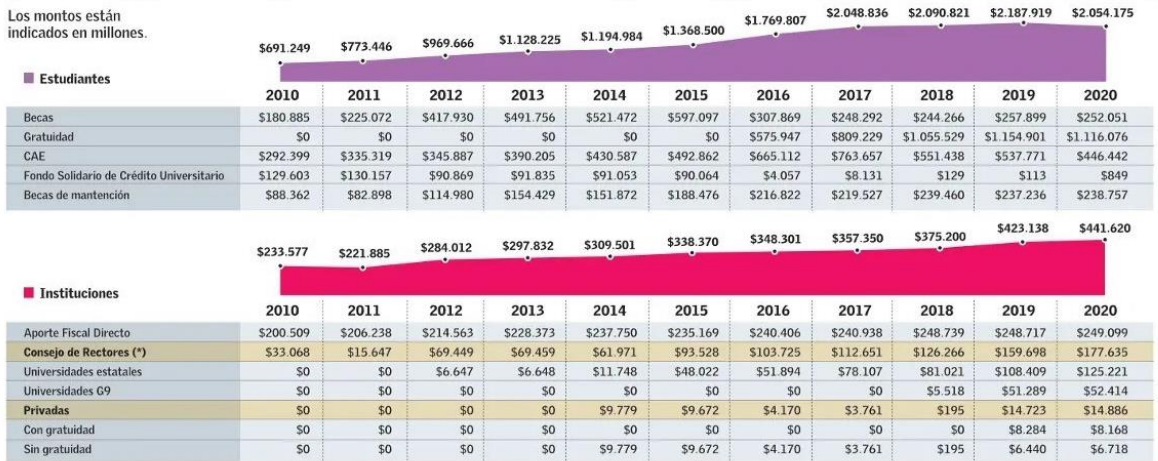 Los montos están
indicados en millones.
$691.249 $773.446 $969.666 $1.128.225 $1.194.984 $1.368.500 $1.769.807 $2.048.836 $2.090.821 $2.187.919 $2.054.175
Estudiantes
2010 2011 2012 2013 2014 2015 2016 2017 2018 2019 2020
Becas $180.885 $225.072 $417.930 $491.756 $521.472 $597.097 $307.869 $248.292 $244.266 $257.899 $252.051
Gratuidad $0 $0 $0 $0 $0 $0 $575.947 $809.229 $1.055.529 $1.154.901 $1.116.076
CAE $292.399 $335.319 $345.887 $390.205 $430.587 $492.862 $665.112 $763.657 $551.438 $537.771 $446.442
Fondo Solidario de Crédito Universitario $129.603 $130.157 $90.869 $91.835 $91.053 $90.064 $4.057 $8.131 $129 $113 $849
Becas de mantención $88.362 $82.898 $114.980 $154.429 $151.872 $188.476 $216.822 $219.527 $239.460 $237.236 $238.757
$233.577 $221.885 $284.012 $297.832 $309.501 $338.370 $348.301 $357.350 $375.200 $423.138 $441.620
Instituciones
2010 2011 2012 2013 2014 2015 2016 2017 2018 2019 2020
Aporte Fiscal Directo $200.509 $206.238 $214.563 $228.373 $237.750 $235.169 $240.406 $240.938 $248.739 $248.717 $249.099
Consejo de Rectores (*) $33.068 $15.647 $69.449 $69.459 $61.971 $93.528 $103.725 $112.651 $126.266 $159.698 $177.635
Universidades estatales $0 $0 $6.647 $6.648 $11.748 $48.022 $51.894 $78.107 $81.021 $108.409 $125.221
Universidades G9 $0 $0 $0 $0 $0 $0 $0 $0 $5.518 $51.289 $52.414
Privadas $0 $0 $0 $0 $9.779 $9.672 $4.170 $3.761 $195 $14.723 $14.886
Con gratuidad $0 $0 $0 $0 $0 $0 $0 $0 $0 $8.284 $8.168
Sin gratuidad $0 $0 $0 $0 $9.779 $9.672 $4.170 $3.761 $195 $6.440 $6.718